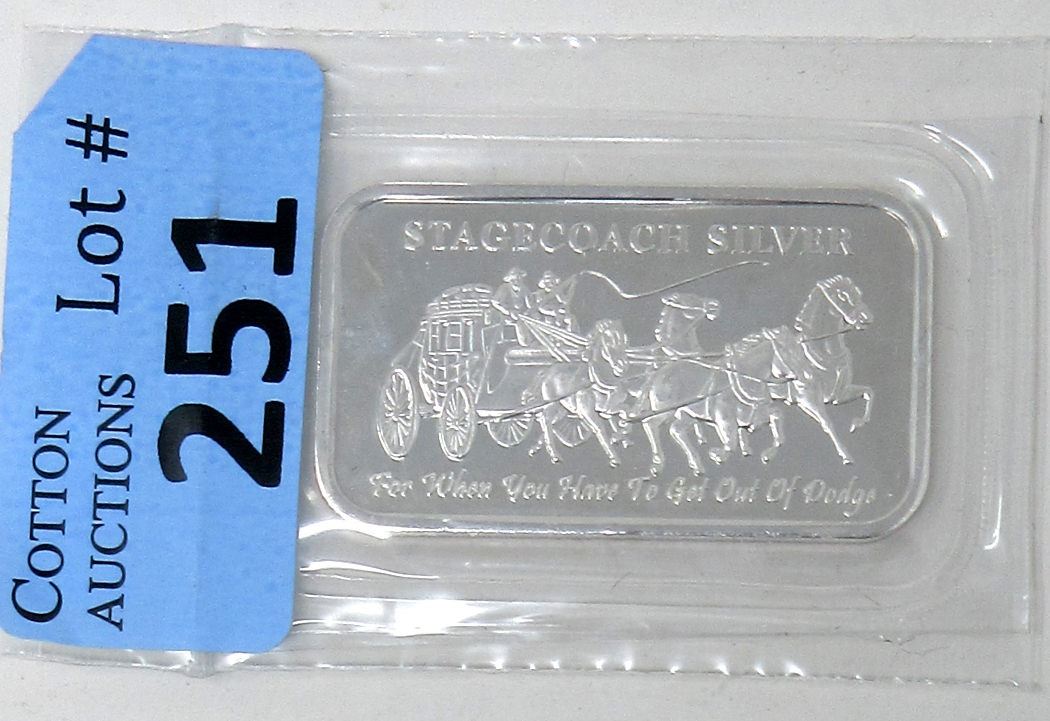 COTTON
AUCTIONS
Lot #
251
STAGECOACH SILVER
For When You Have To Get Out Of Dodge